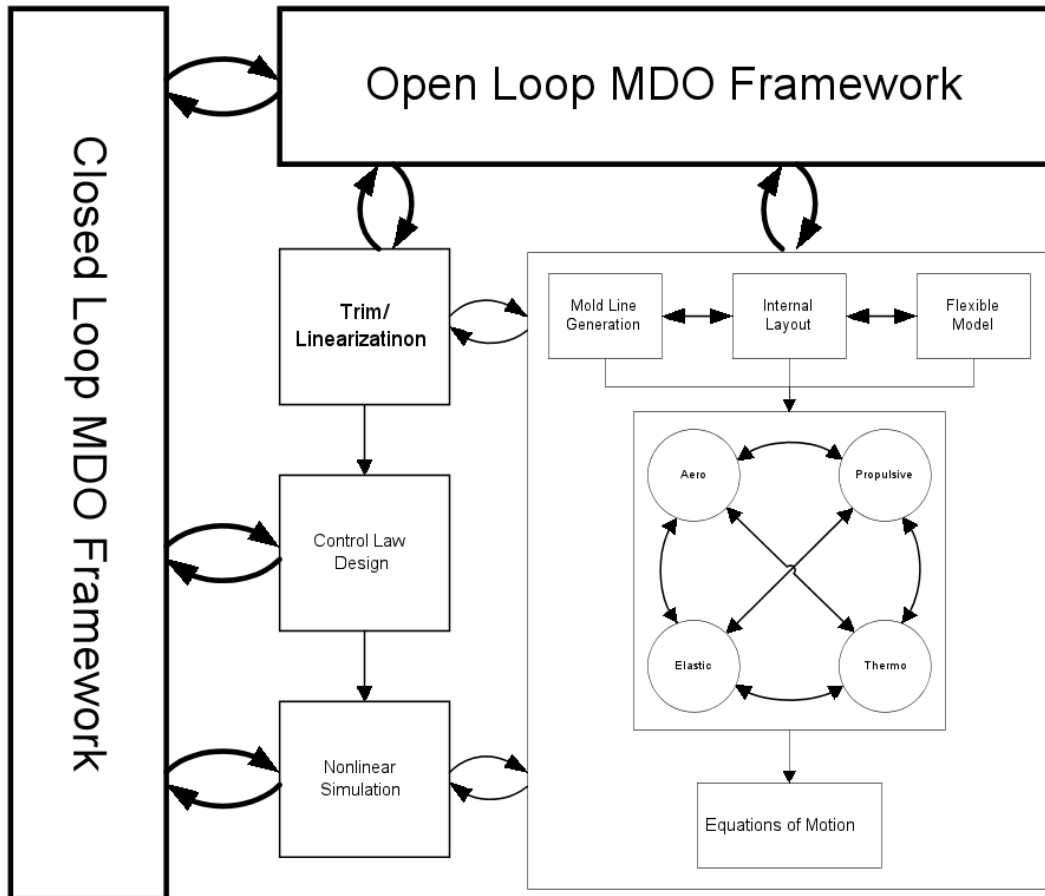 Open Loop MDO Framework
Closed Loop MDO Framework
Trim/
Linearizatinon
Mold Line
Generation
Internal
Layout
Flexible
Model
Aero
Propulsive
Control Law
Design
Elastic
Thermo
Nonlinear
Simulation
Equations of Motion